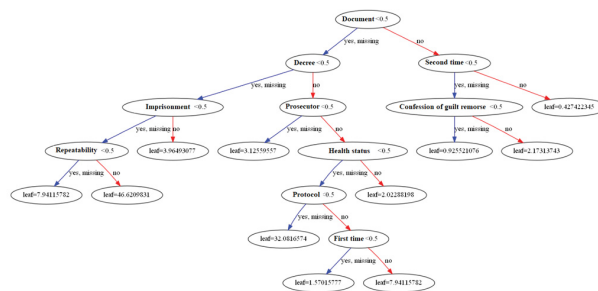 Document <0.5
yes, missing
no
Decree <0.5
Second time <0.5
yes, missing
no
yes, missing
no
Imprisonment <0.5
Prosecutor <0.5
Confession of guilt remorse <0.5
leaf=0.427422345
yes, missing no
yes, missing
no
yes, missing
no
Repeatability <0.5
leaf=3.96493077
leaf=3.12559557
Health status <0.5
leaf=0.925521076
leaf=2.17313743
yes, missing
no
yes, missing
no
leaf=7.94115782
leaf=46.6209831
Protocol <0.5
leaf=2.02288198
yes, missing
no
leaf=32.0816574
First time <0.5
yes, missing
no
leaf=1.57015777
leaf=7.94115782